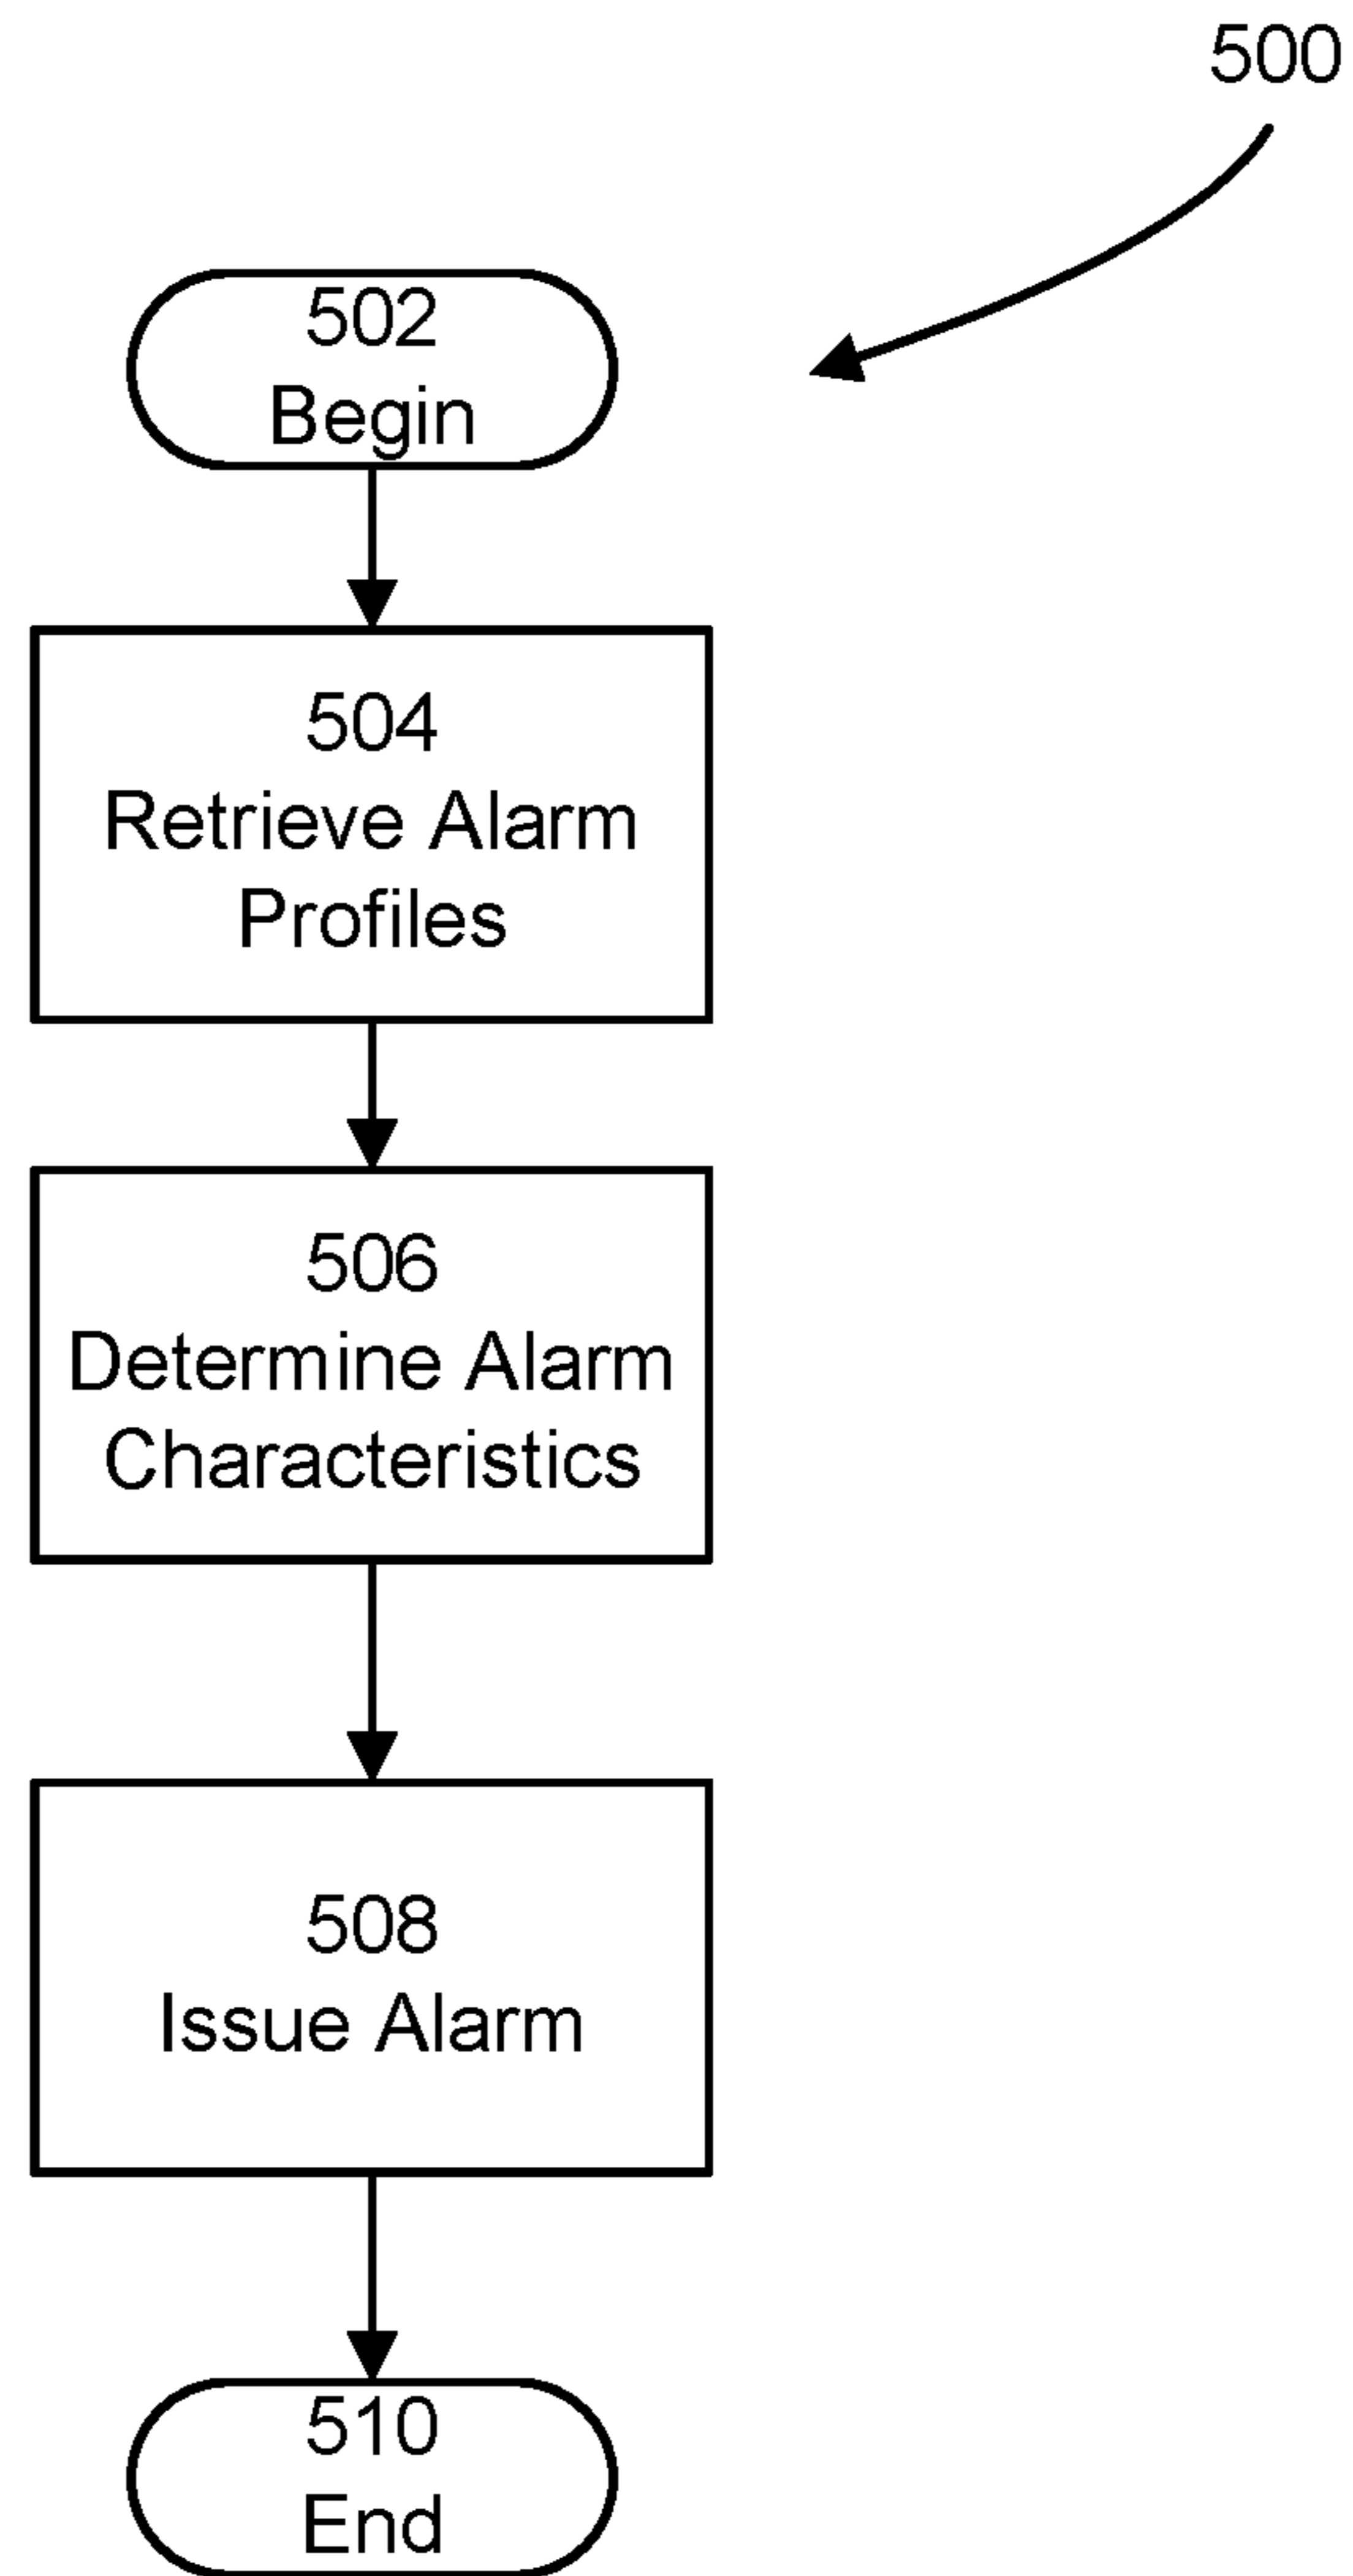 500
502
Begin
504
Retrieve Alarm
Profiles
506
Determine Alarm
Characteristics
508
Issue Alarm
510
End